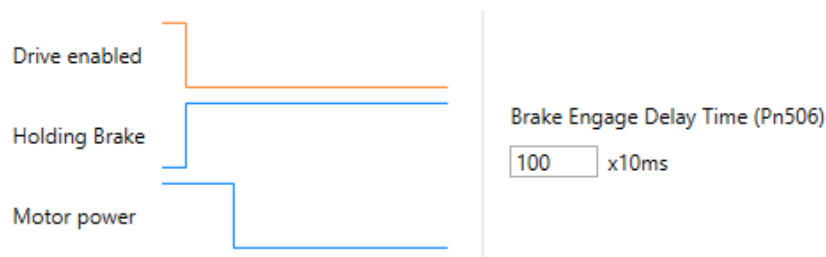 Drive enabled
Holding Brake
Motor power
Brake Engage Delay Time (Pn506)
100 x10ms